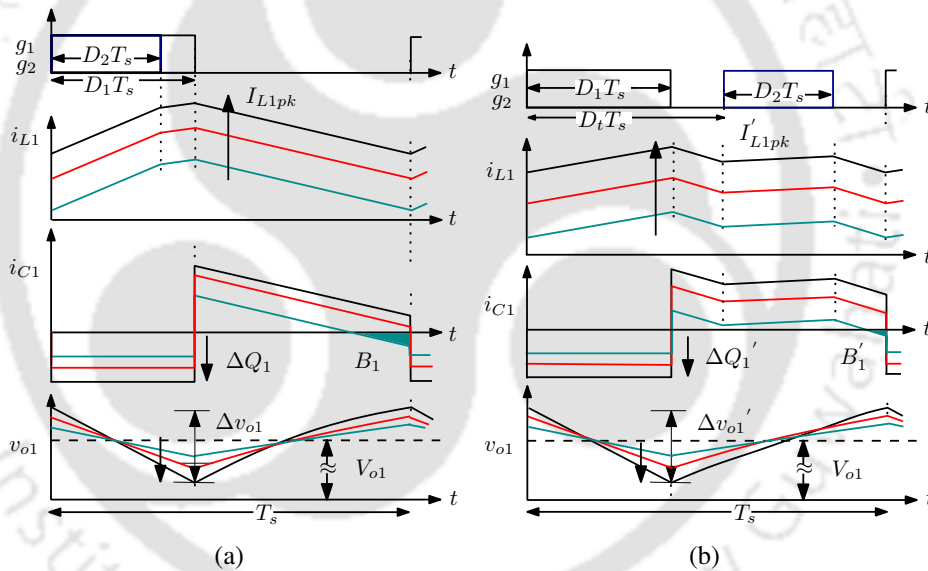 g1
g2
D2Ts
D1Ts
t
iL1
IL1pk
t
iC1
ΔQ1
B1
t
vo1
Δvo1
≈
Vo1
t
Ts
(a)
g1
g2
D1Ts
D2Ts
t
DtTs
iL1
I'L1pk
t
iC1
ΔQ1'
B1'
t
vo1
Δvo1'
≈
Vo1
t
Ts
(b)